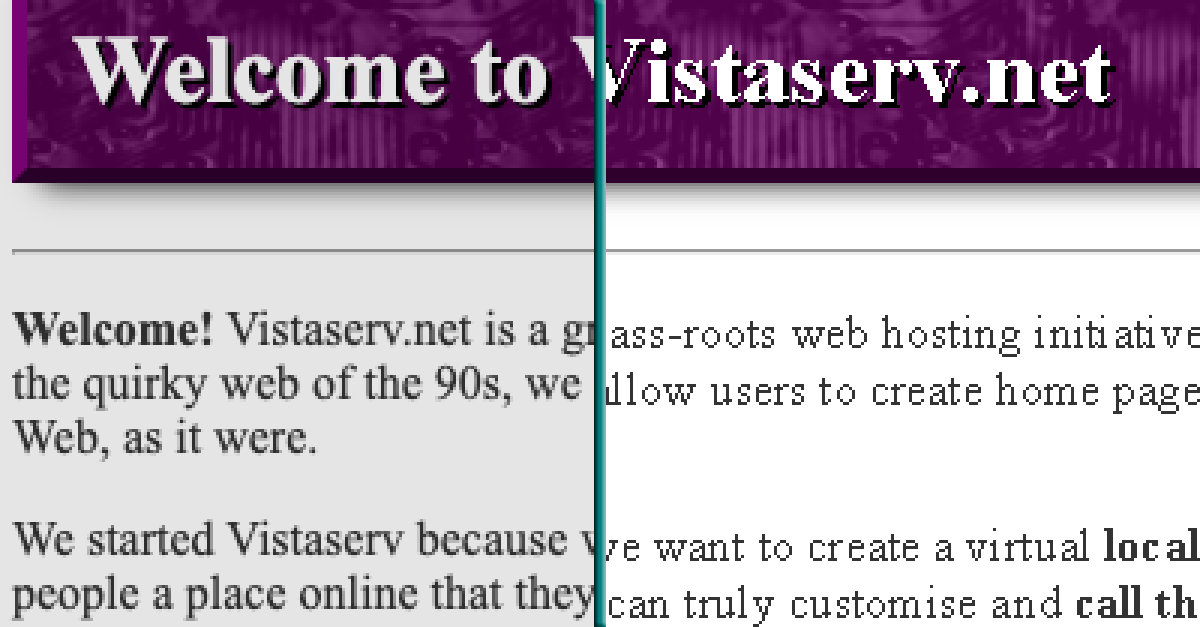 Welcome to Vistaserv.net
Welcome! Vistaserv.net is a grass-roots web hosting initiative
the quirky web of the 90s, we allow users to create home page
Web, as it were.
We started Vistaserv because we want to create a virtual local
people a place online that they can truly customise and call th